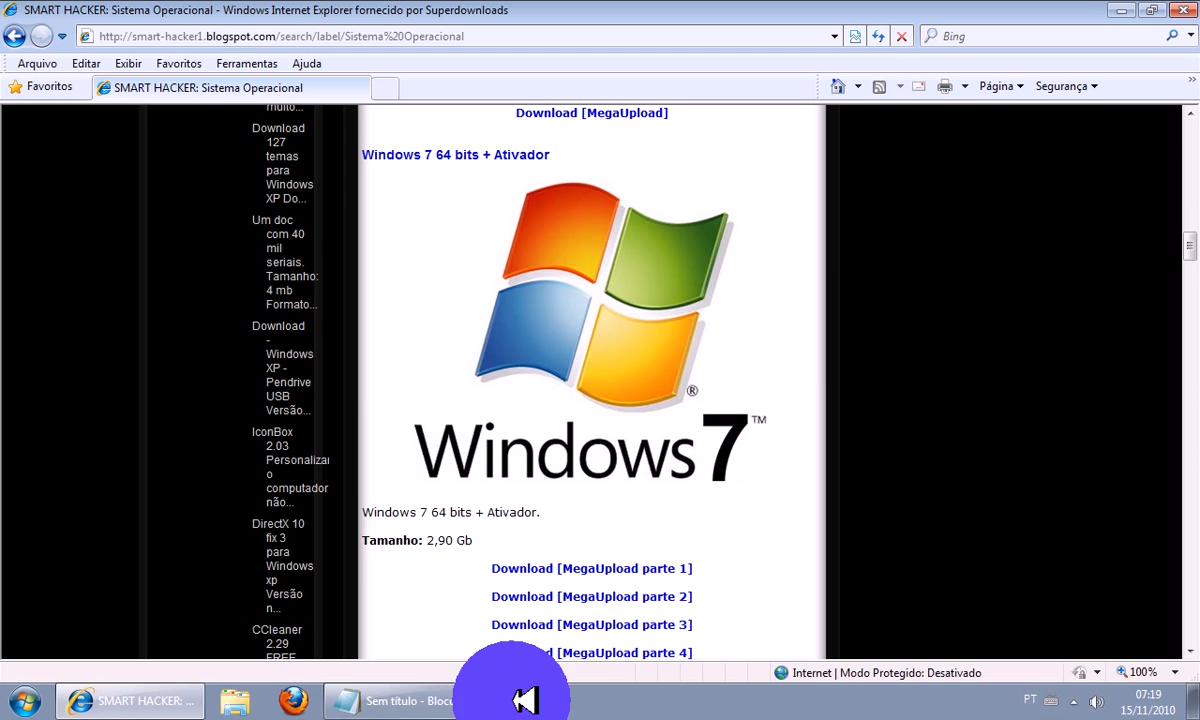 SMART HACKER: Sistema Operacional - Windows Internet Explorer fornecido por Superdownloads
http://smart-hacker1.blogspot.com/search/label/Sistema%20Operacional
Bing
Arquivo Editar Exibir Favoritos Ferramentas Ajuda
Favoritos
SMART HACKER: Sistema Operacional
Página
Segurança
muito...
Download
127
temas
para
Windows
XP Do...
Um doc
com 40
mil
seriais.
Tamanho:
4 mb
Formato...
Download
-
Windows
XP -
Pendrive
USB
Versão...
IconBox
2.03
Personalizar
o
computador
não...
DirectX 10
fix 3
para
Windows
xp
Versão
n...
CCleaner
2.29
FREE
Download [MegaUpload]
Windows 7 64 bits + Ativador
®
Windows 7 ™
Windows 7 64 bits + Ativador.
Tamanho: 2,90 Gb
Download [MegaUpload parte 1]
Download [MegaUpload parte 2]
Download [MegaUpload parte 3]
d [MegaUpload parte 4]
Internet | Modo Protegido: Desativado
100%
SMART HACKER: ...
Sem título - Bloco
PT
07:19
15/11/2010